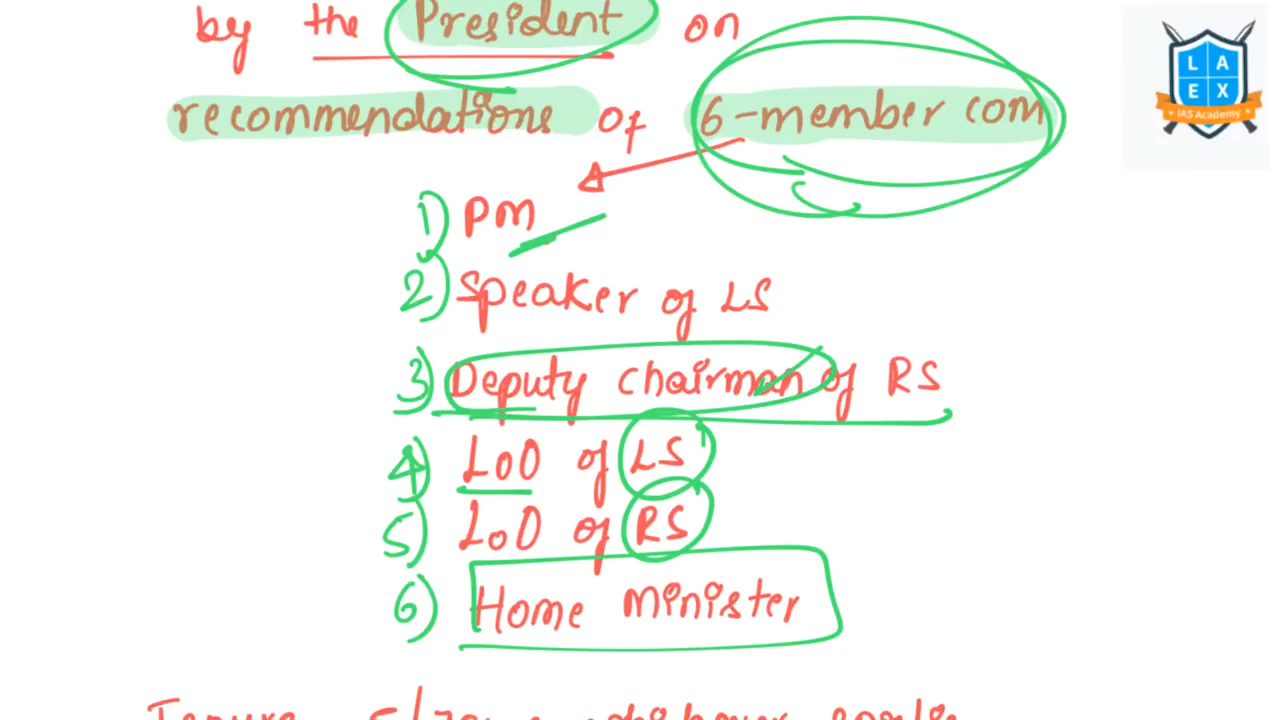 by the President on
recommendations of 6-member com
1) PM
2) Speaker of LS
3) Deputy Chairman of RS
4) LoO of LS
5) LoO of RS
6) Home Minister
L A
E X
IAS Academy